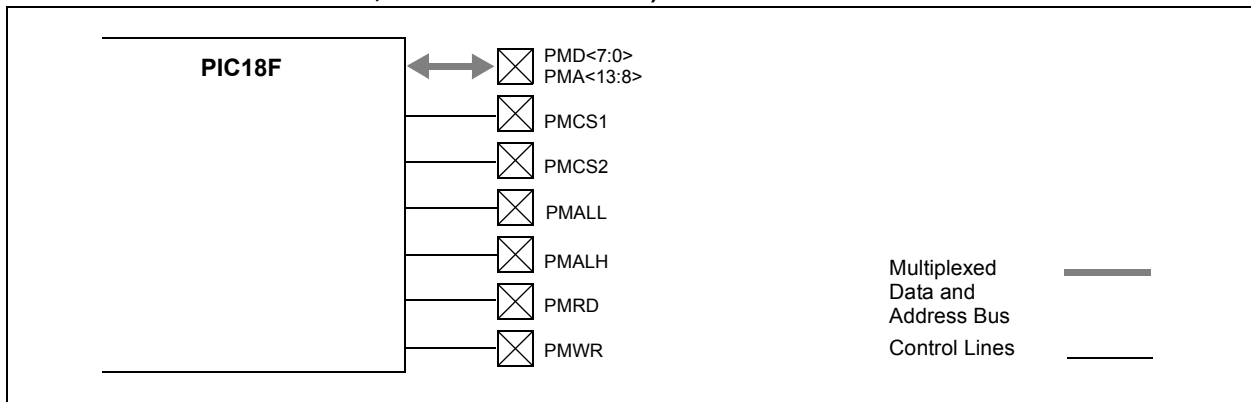 PIC18F
PMD<7:0>
PMA<13:8>
PMCS1
PMCS2
PMALL
PMALH
PMRD
PMWR
Multiplexed
Data and
Address Bus
Control Lines